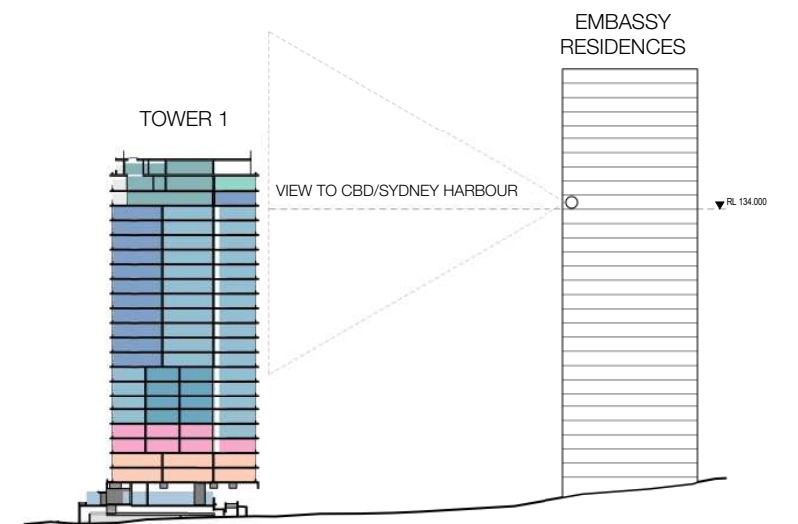 EMBASSY
RESIDENCES
TOWER 1
VIEW TO CBD/SYDNEY HARBOUR
RL 134.000